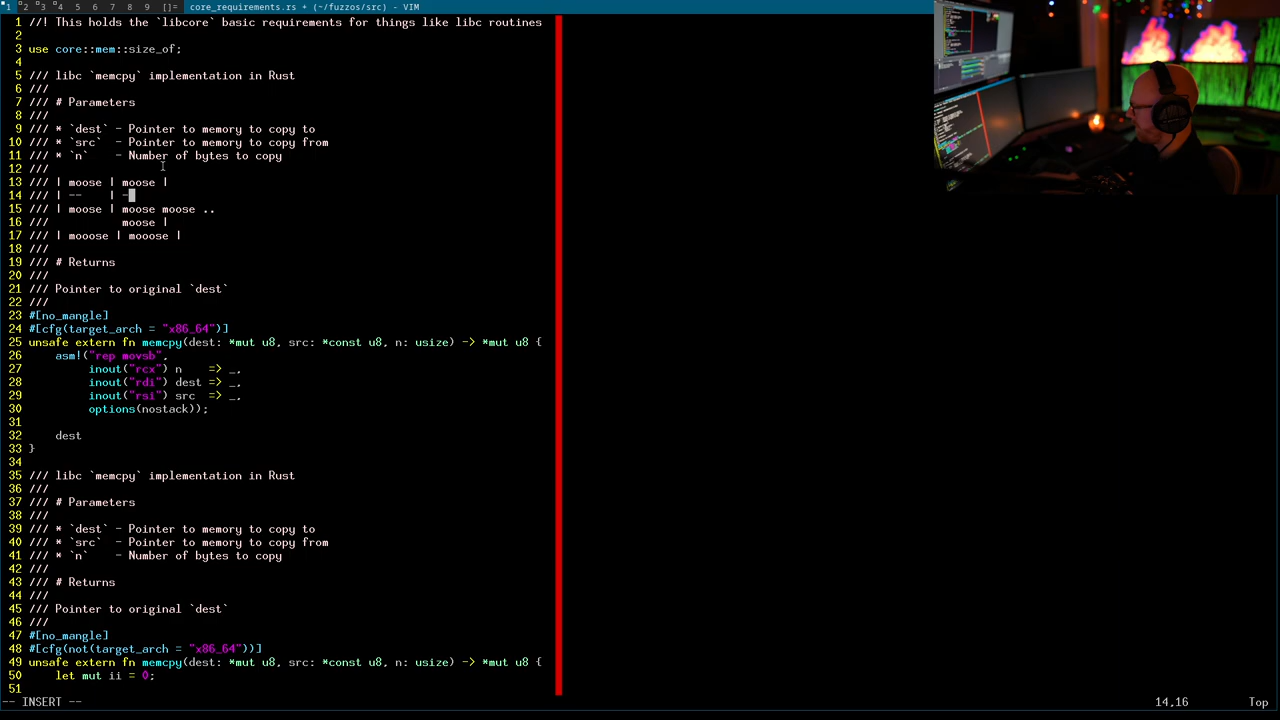 1 2 3 4 5 6 7 8 9 []= core_requirements.rs + (~/fuzzos/src) - VIM
1 //! This holds the `libcore` basic requirements for things like libc routines
2
3 use core::mem::size_of;
4
5 /// libc `memcpy` implementation in Rust
6 ///
7 /// # Parameters
8 ///
9 /// * `dest` - Pointer to memory to copy to
10 /// * `src`  - Pointer to memory to copy from
11 /// * `n`    - Number of bytes to copy
12 ///
13 /// | moose | moose |
14 /// | --    | -
15 /// | moose | moose moose ..
16 ///           moose |
17 /// | mooose | mooose |
18 ///
19 /// # Returns
20 ///
21 /// Pointer to original `dest`
22 ///
23 #[no_mangle]
24 #[cfg(target_arch = "x86_64")]
25 unsafe extern fn memcpy(dest: *mut u8, src: *const u8, n: usize) -> *mut u8 {
26     asm!("rep movsb",
27          inout("rcx") n    => _,
28          inout("rdi") dest => _,
29          inout("rsi") src  => _,
30          options(nostack));
31
32     dest
33 }
34
35 /// libc `memcpy` implementation in Rust
36 ///
37 /// # Parameters
38 ///
39 /// * `dest` - Pointer to memory to copy to
40 /// * `src`  - Pointer to memory to copy from
41 /// * `n`    - Number of bytes to copy
42 ///
43 /// # Returns
44 ///
45 /// Pointer to original `dest`
46 ///
47 #[no_mangle]
48 #[cfg(not(target_arch = "x86_64"))]
49 unsafe extern fn memcpy(dest: *mut u8, src: *const u8, n: usize) -> *mut u8 {
50     let mut ii = 0;
51
-- INSERT -- 14,16 Top